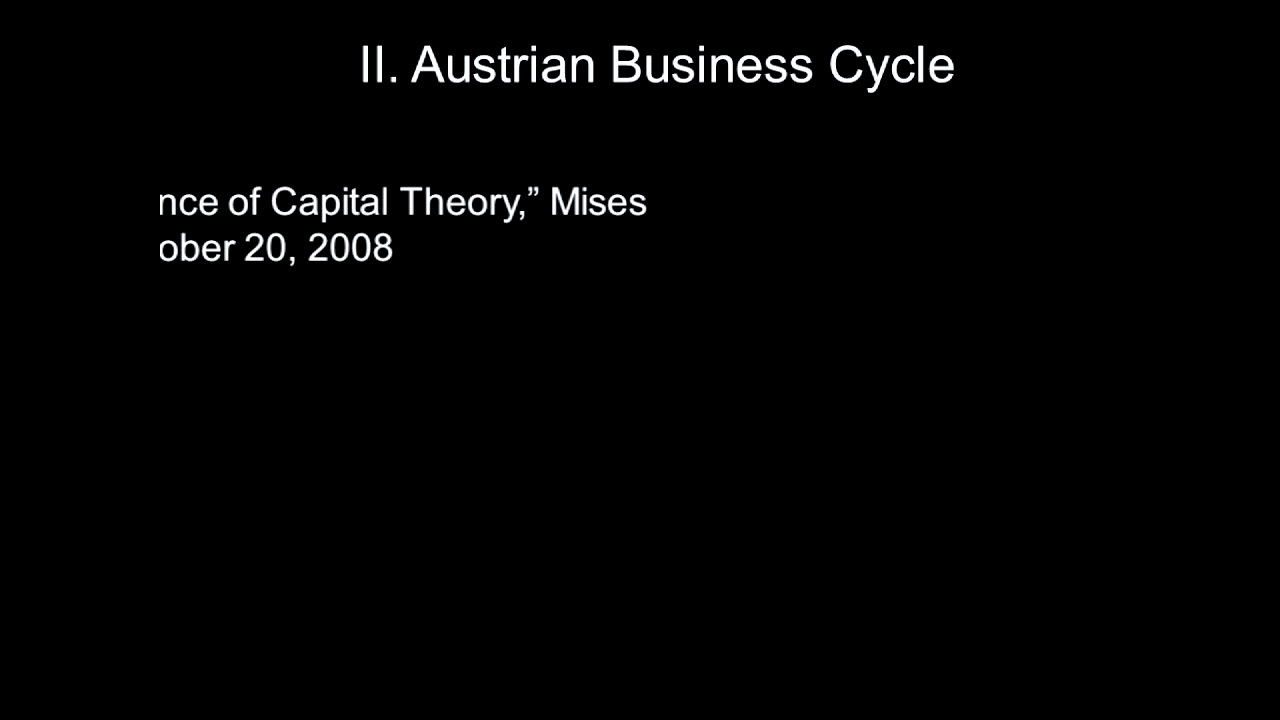 II. Austrian Business Cycle
nce of Capital Theory,” Mises
ober 20, 2008